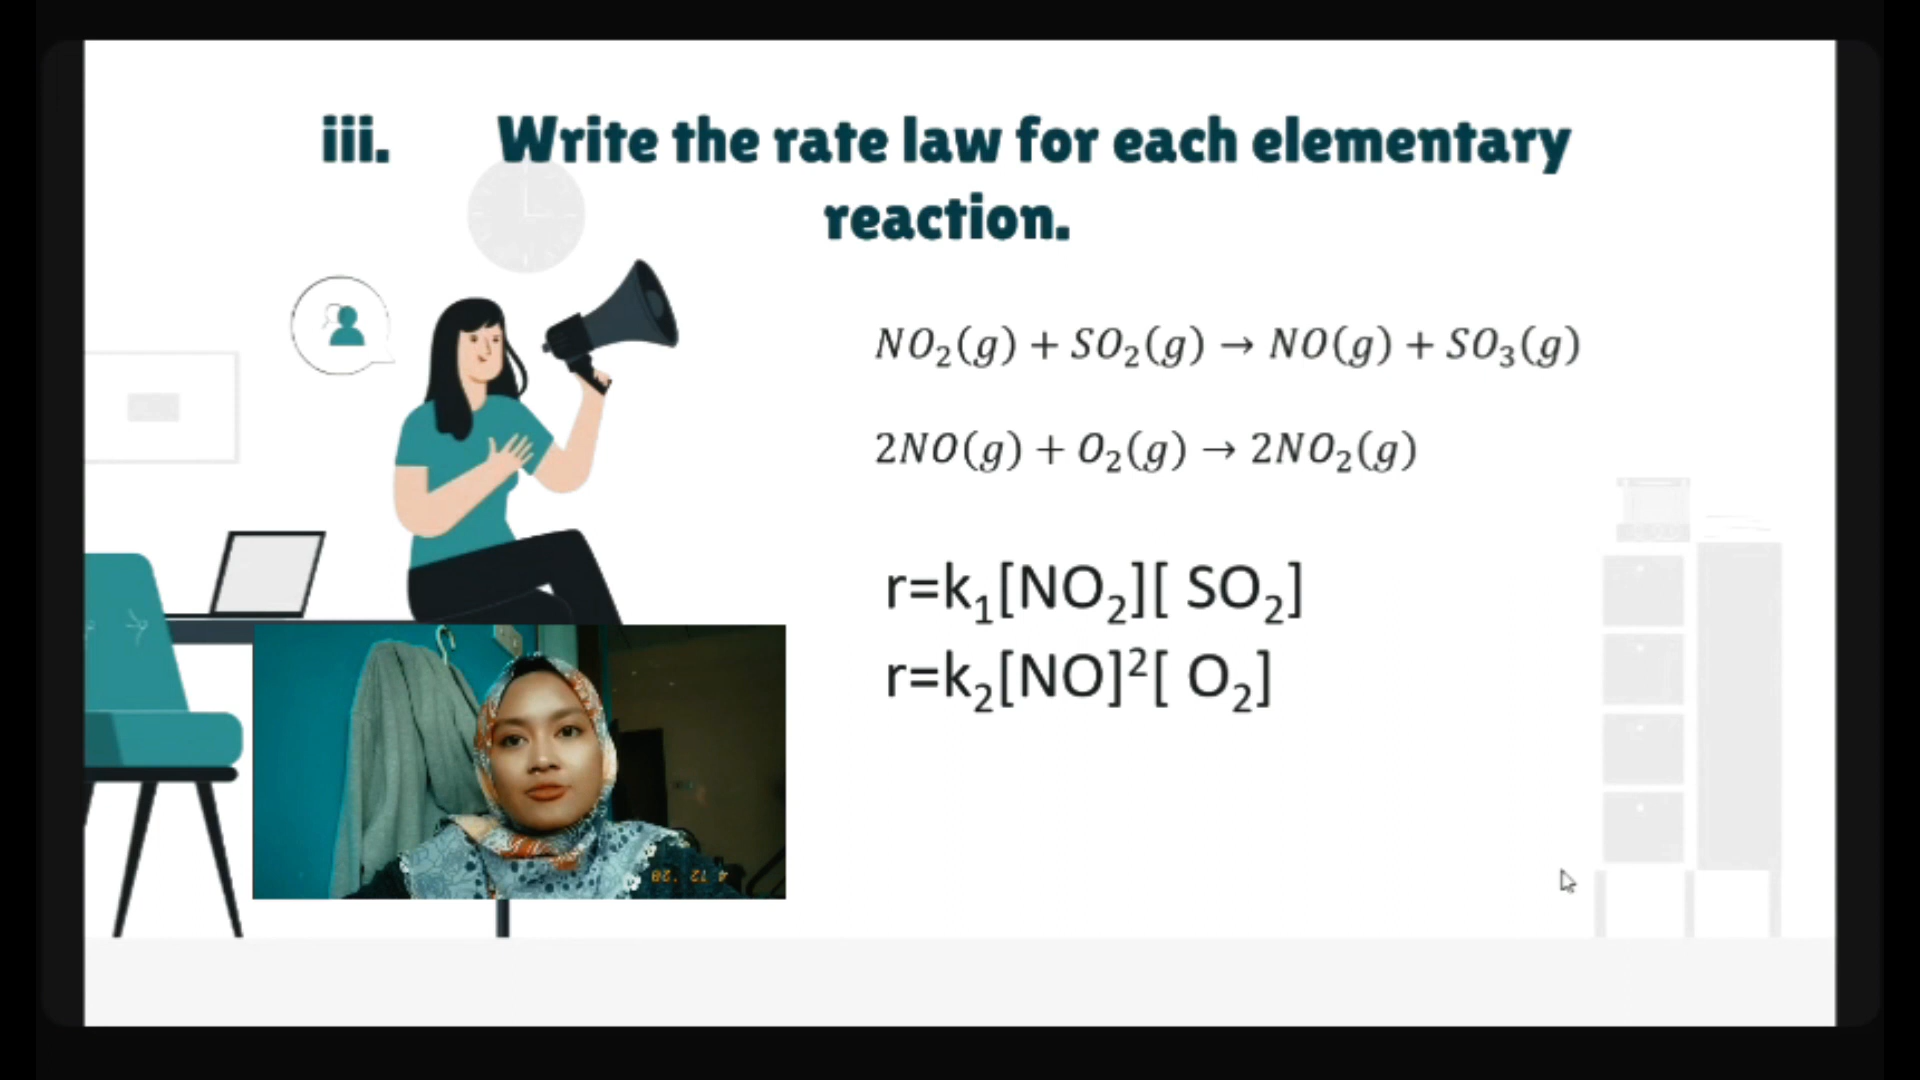 iii. Write the rate law for each elementary
reaction.
NO₂(g) + SO₂(g) → NO(g) + SO₃(g)
2NO(g) + O₂(g) → 2NO₂(g)
r=k₁[NO₂][ SO₂]
r=k₂[NO]²[ O₂]